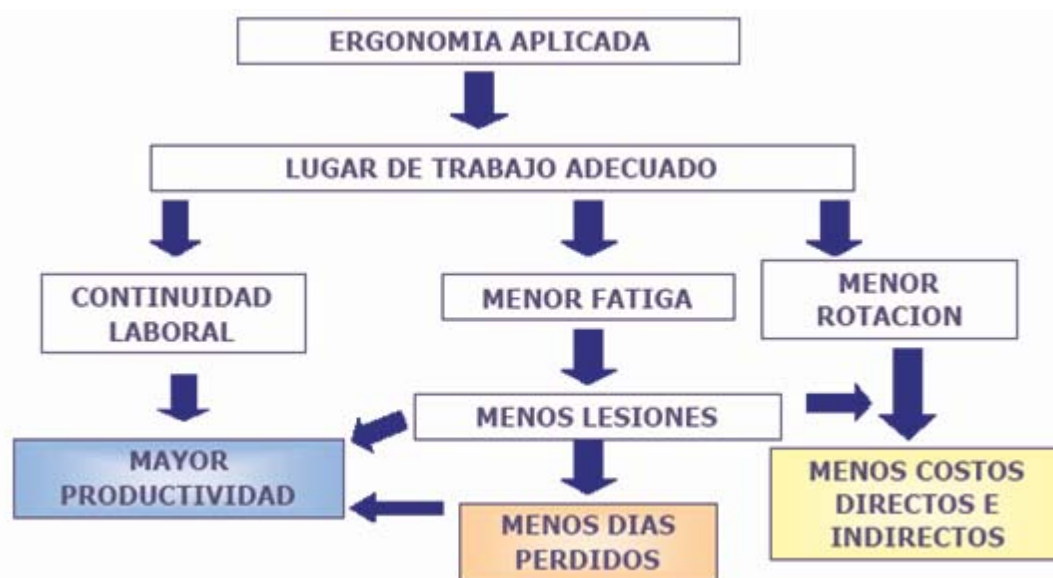 ERGONOMIA APLICADA
LUGAR DE TRABAJO ADECUADO
CONTINUIDAD
LABORAL
MENOR FATIGA
MENOR
ROTACION
MENOS LESIONES
MAYOR
PRODUCTIVIDAD
MENOS DIAS
PERDIDOS
MENOS COSTOS
DIRECTOS E
INDIRECTOS